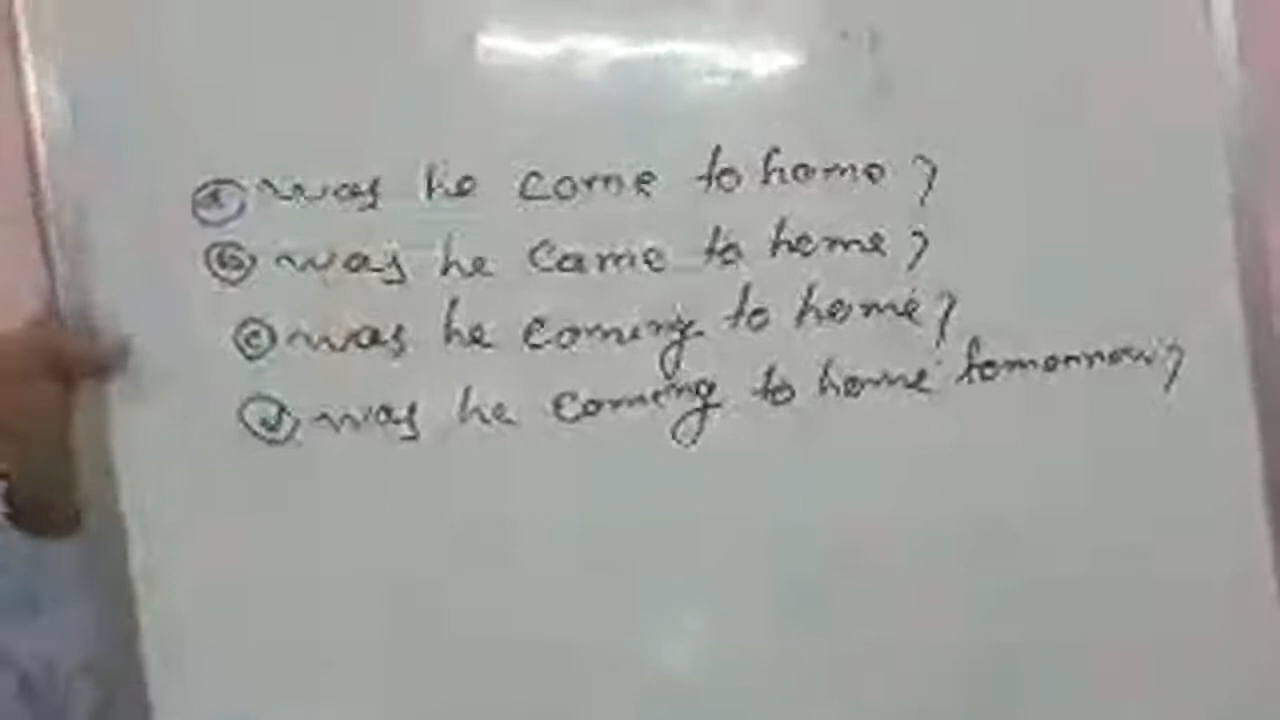 ⓐ was he come to home?
ⓑ was he came to home?
ⓒ was he coming to home?
ⓓ was he coming to home tomorrow?